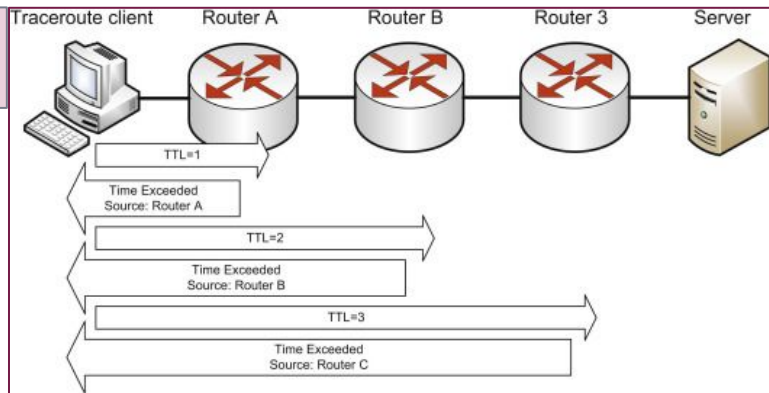 Traceroute client Router A Router B Router 3 Server
TTL=1
Time Exceeded
Source: Router A
TTL=2
Time Exceeded
Source: Router B
TTL=3
Time Exceeded
Source: Router C